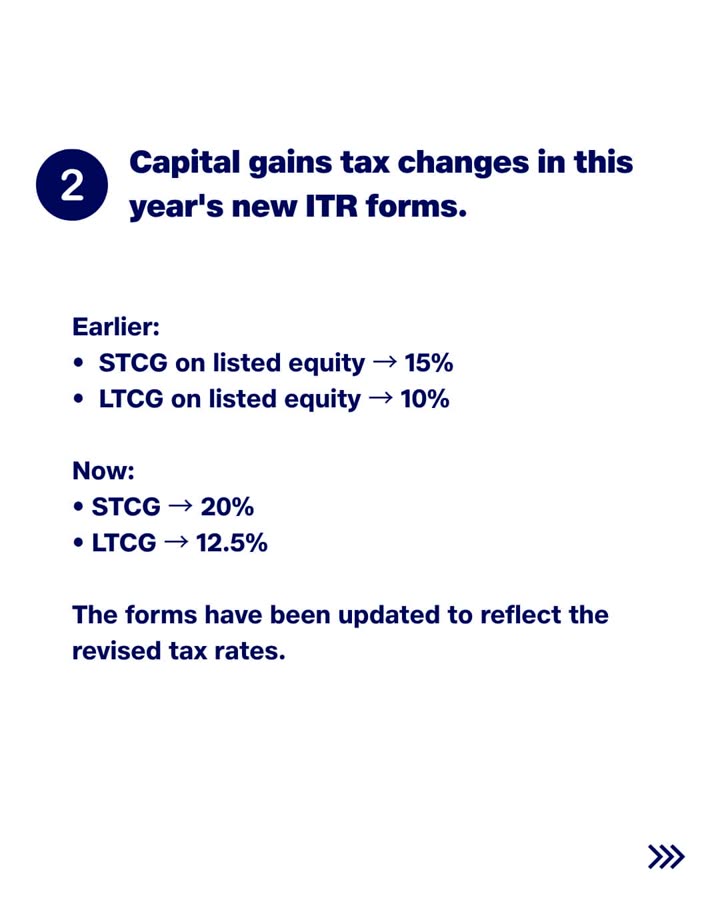 2
Capital gains tax changes in this
year's new ITR forms.
Earlier:
• STCG on listed equity → 15%
• LTCG on listed equity → 10%
Now:
• STCG → 20%
• LTCG → 12.5%
The forms have been updated to reflect the
revised tax rates.